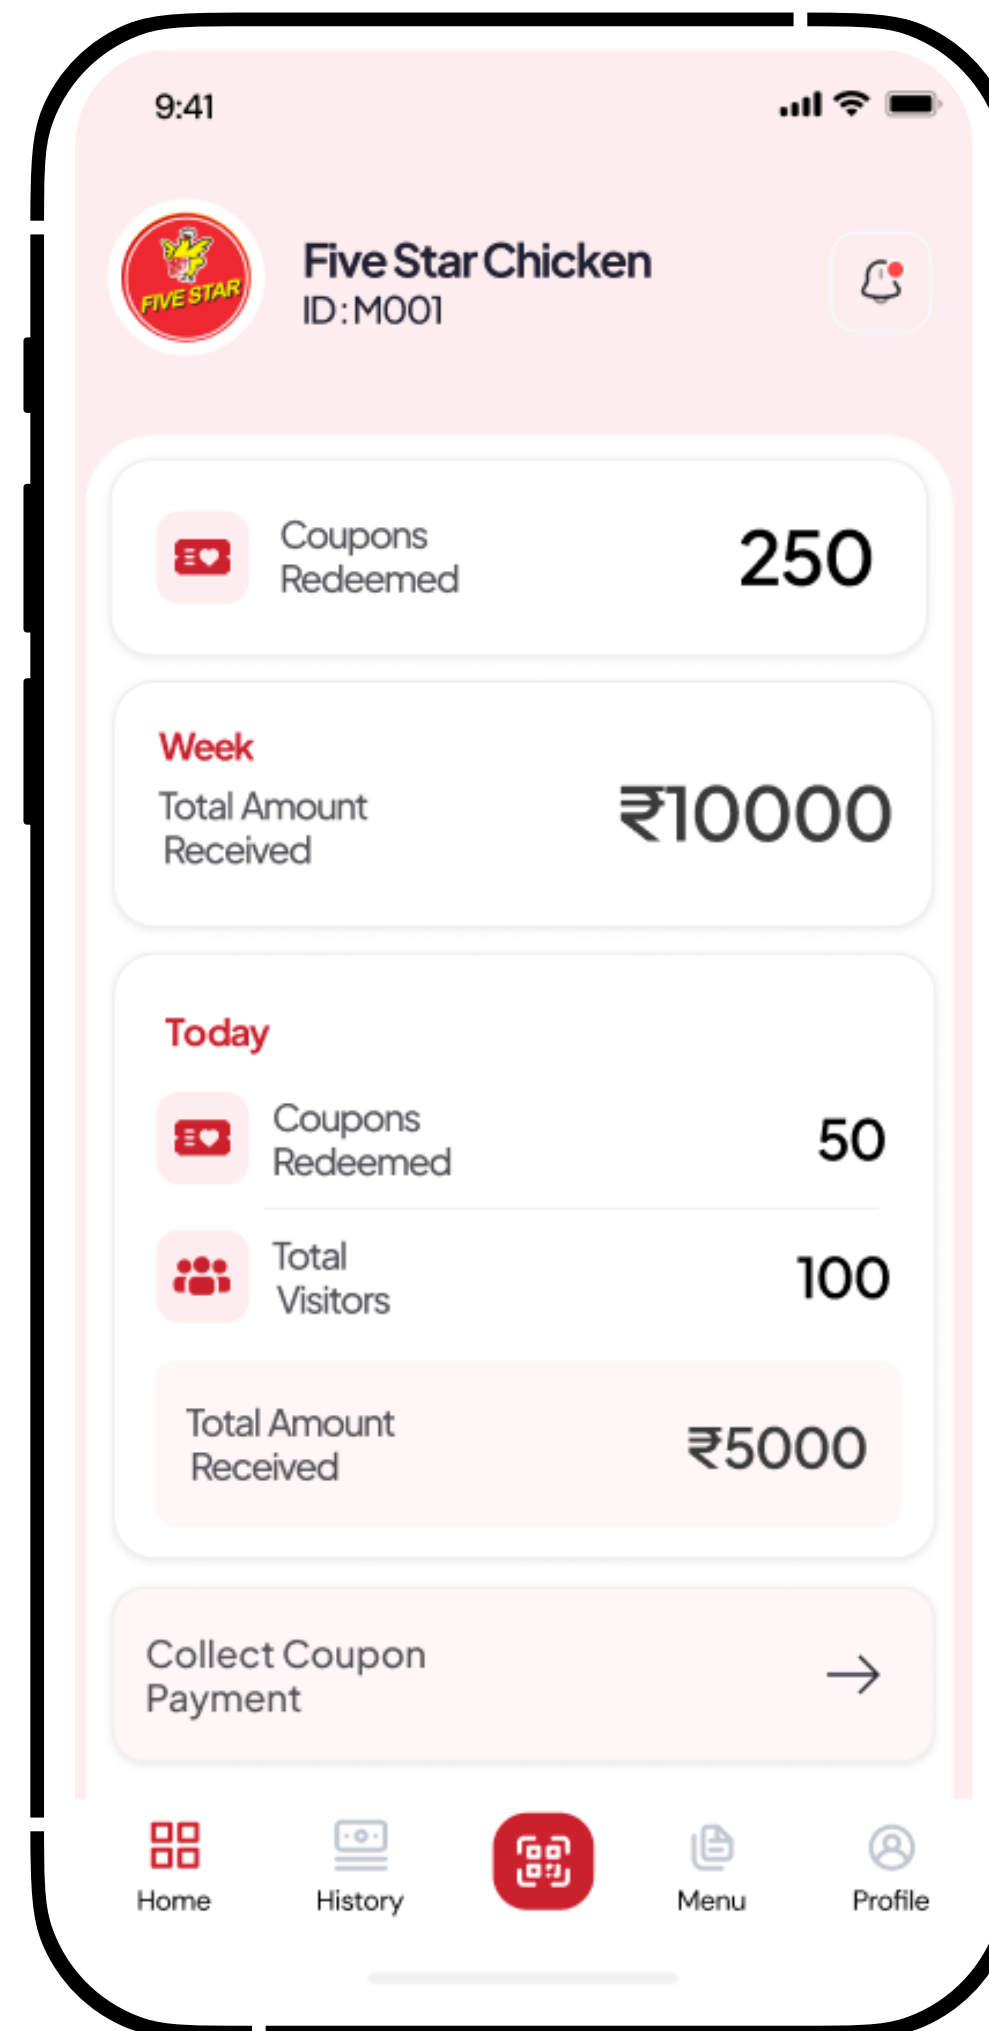 9:41
FIVE STAR
Five Star Chicken
ID : M001
Coupons
Redeemed
250
Week
Total Amount
Received
₹10000
Today
Coupons
Redeemed
50
Total
Visitors
100
Total Amount
Received
₹5000
Collect Coupon
Payment
Home
History
Menu
Profile